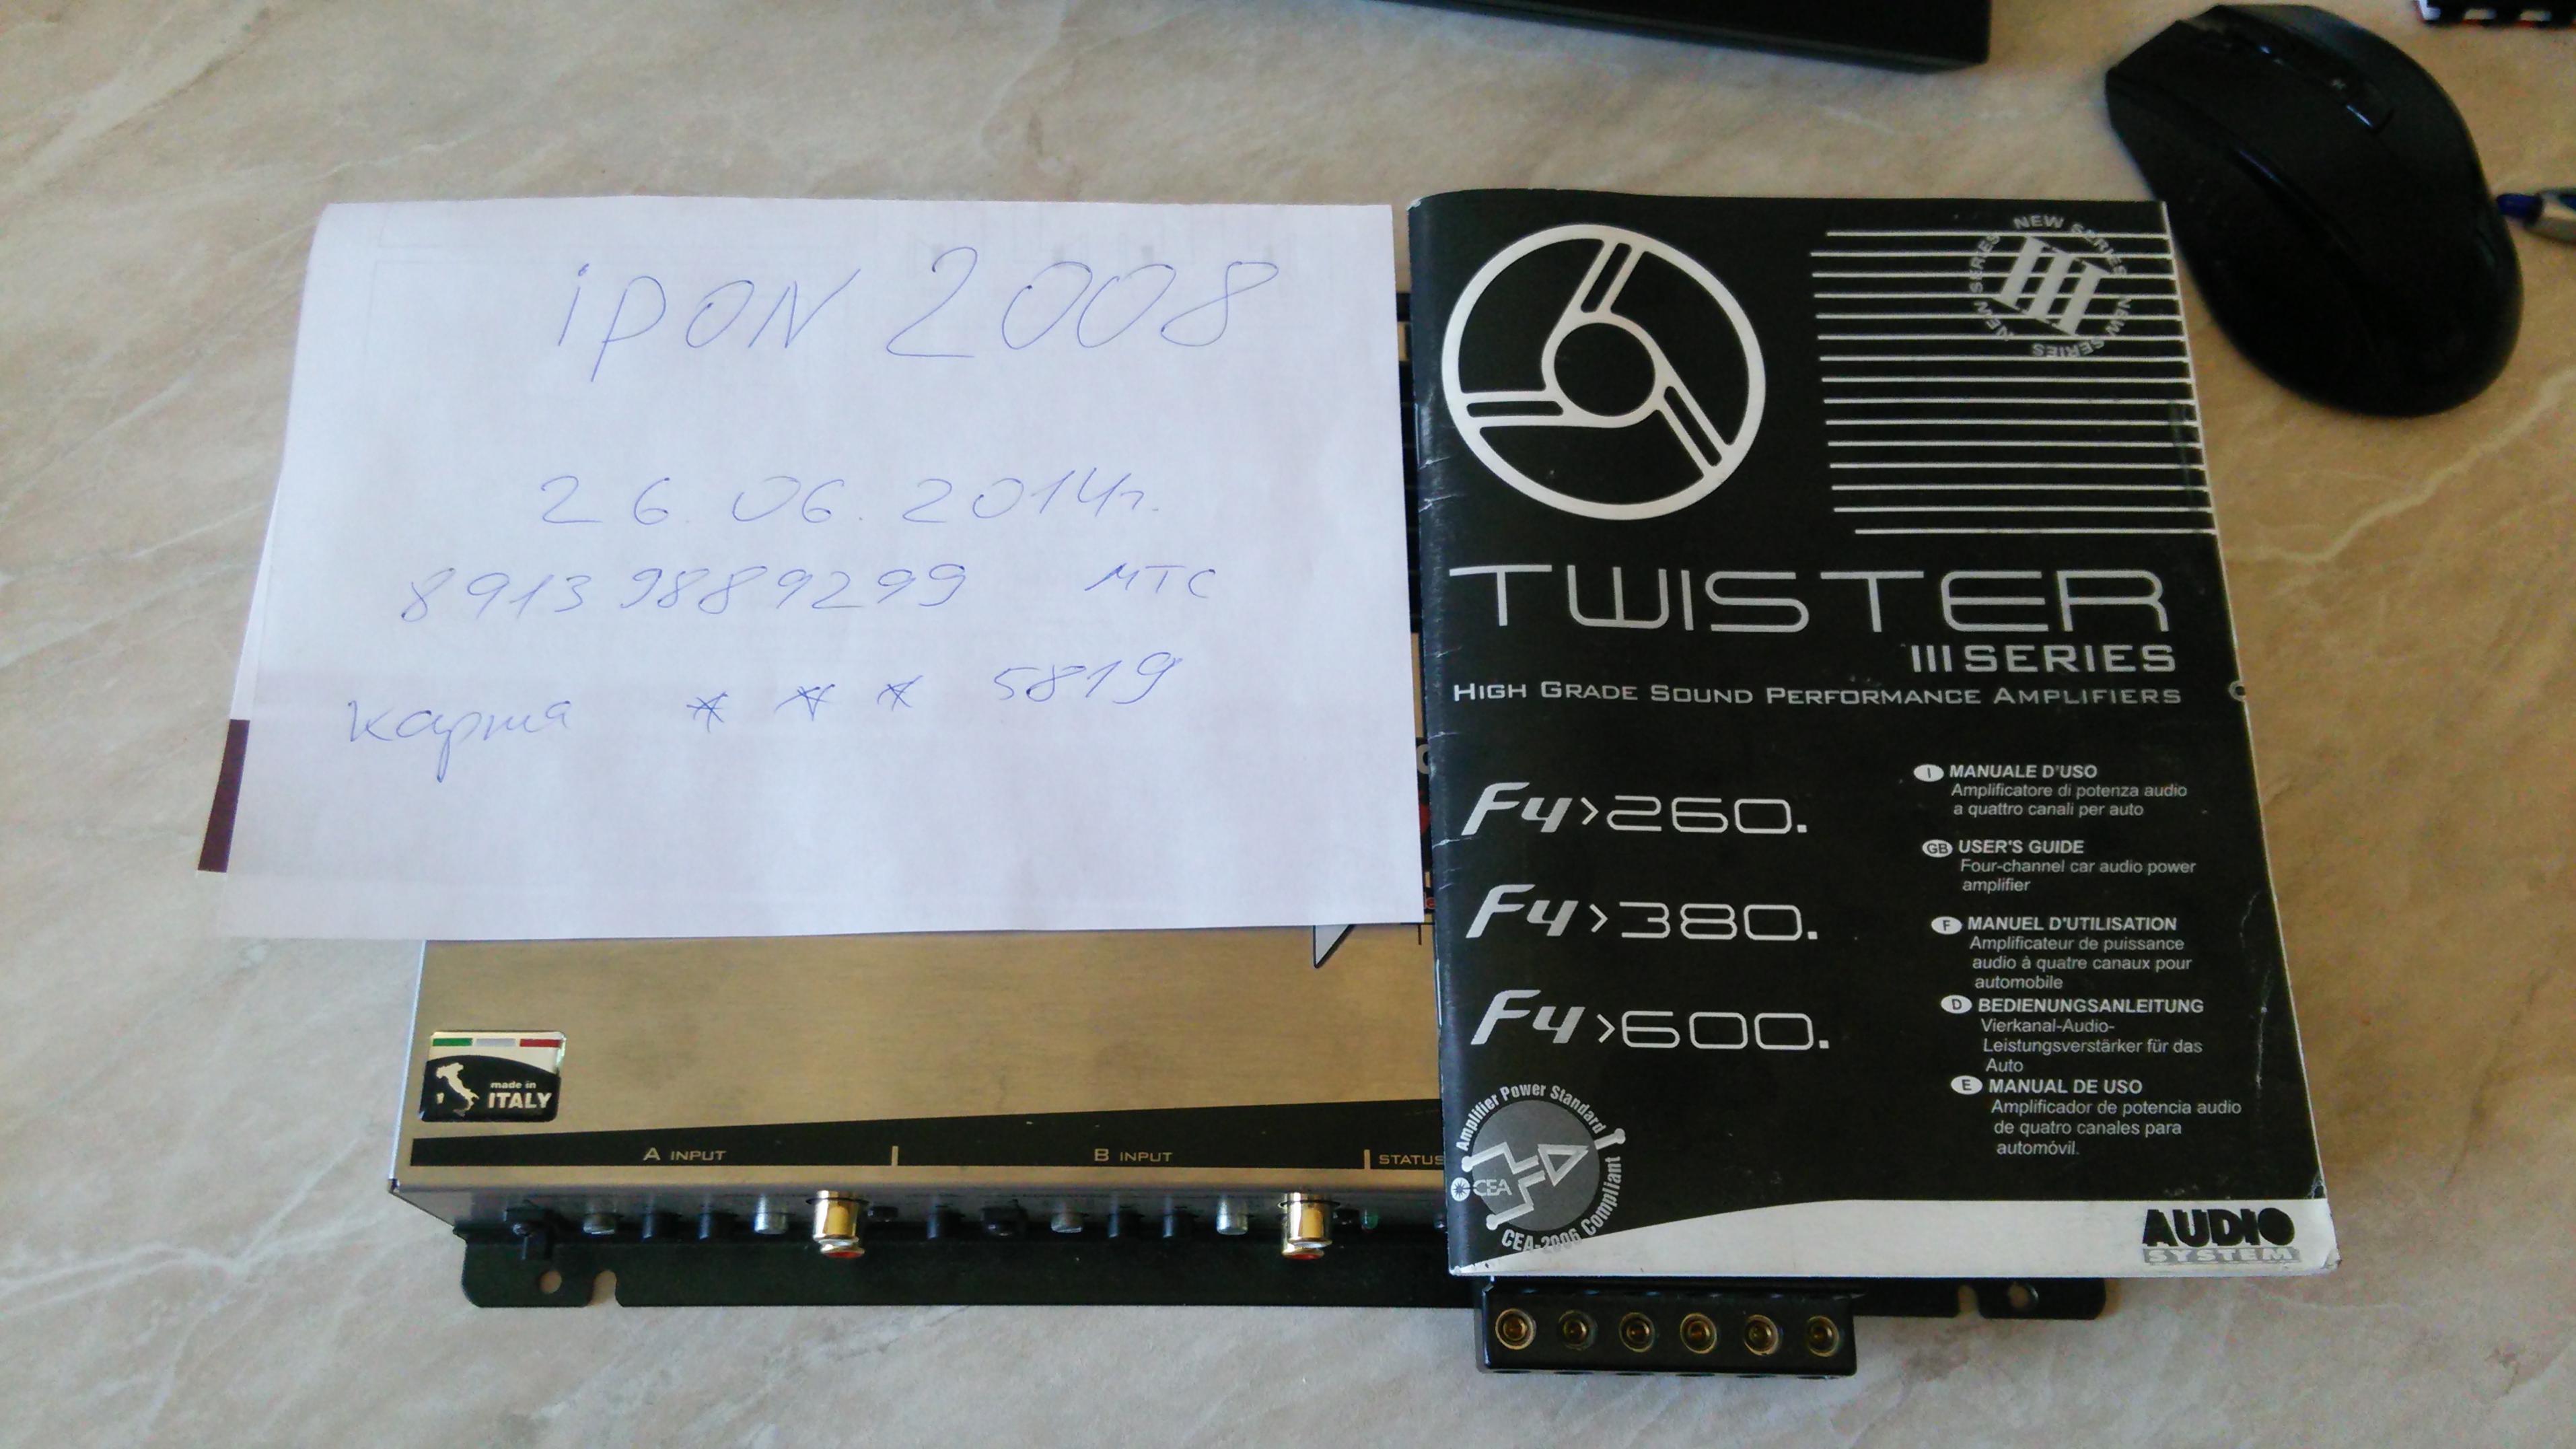 ipon 2008
26.06.2014г.
89139889299 МТС
карта * * * 5819
NEW SERIES NEW SERIES NEW SERIES
III
TWISTER
III SERIES
HIGH GRADE SOUND PERFORMANCE AMPLIFIERS
F4>260.
F4>380.
F4>600.
I MANUALE D'USO
Amplificatore di potenza audio
a quattro canali per auto
GB USER'S GUIDE
Four-channel car audio power
amplifier
F MANUEL D'UTILISATION
Amplificateur de puissance
audio à quatre canaux pour
automobile
D BEDIENUNGSANLEITUNG
Vierkanal-Audio-
Leistungsverstärker für das
Auto
E MANUAL DE USO
Amplificador de potencia audio
de quatro canales para
automóvil.
Amplifier Power Standard
CEA
CEA-2006 Compliant
AUDIO
SYSTEM
made in
ITALY
A INPUT
B INPUT
STATUS